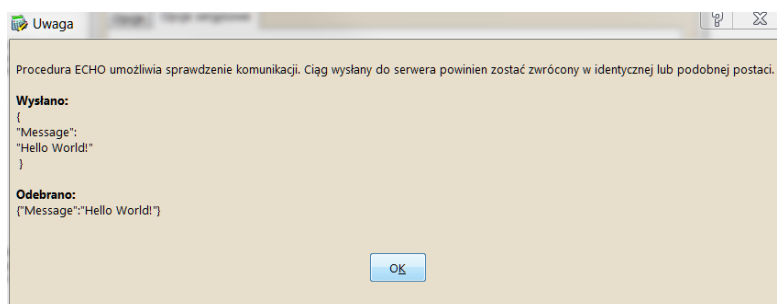 Uwaga
Procedura ECHO umożliwia sprawdzenie komunikacji. Ciąg wysłany do serwera powinien zostać zwrócony w identycznej lub podobnej postaci.
Wysłano:
{
"Message":
"Hello World!"
}
Odebrano:
{"Message":"Hello World!"}
OK